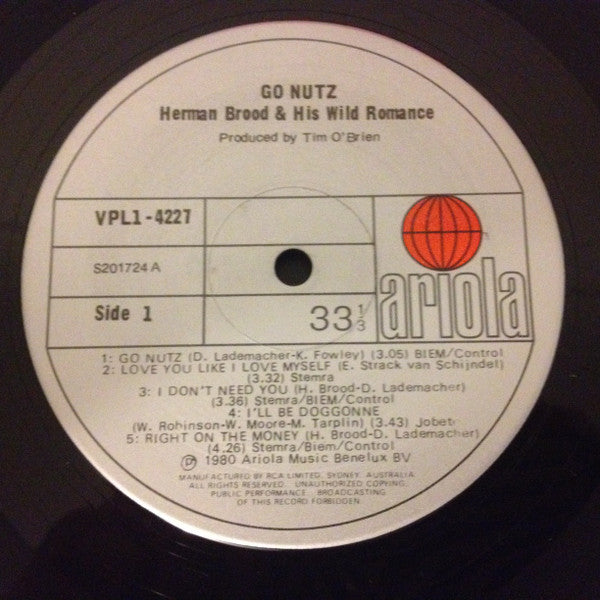 GO NUTZ
Herman Brood & His Wild Romance
Produced by Tim O'Brien
VPL1-4227
S201724 A
Side 1
33 1/3
ariola
1: GO NUTZ (D. Lademacher-K. Fowley) (3.05) BIEM/Control
2: LOVE YOU LIKE I LOVE MYSELF (E. Strack van Schijndel)
(3.32) Stemra
3: I DON'T NEED YOU (H. Brood-D. Lademacher)
(3.36) Stemra/BIEM/Control
4: I'LL BE DOGGONNE
(W. Robinson-W. Moore-M. Tarplin) (3.43) Jobete
5: RIGHT ON THE MONEY (H. Brood-D. Lademacher)
(4.26) Stemra/Biem/Control
℗ 1980 Ariola Music Benelux BV
MANUFACTURED BY RCA LIMITED, SYDNEY, AUSTRALIA.
ALL RIGHTS RESERVED. UNAUTHORIZED COPYING,
PUBLIC PERFORMANCE, BROADCASTING
OF THIS RECORD FORBIDDEN.